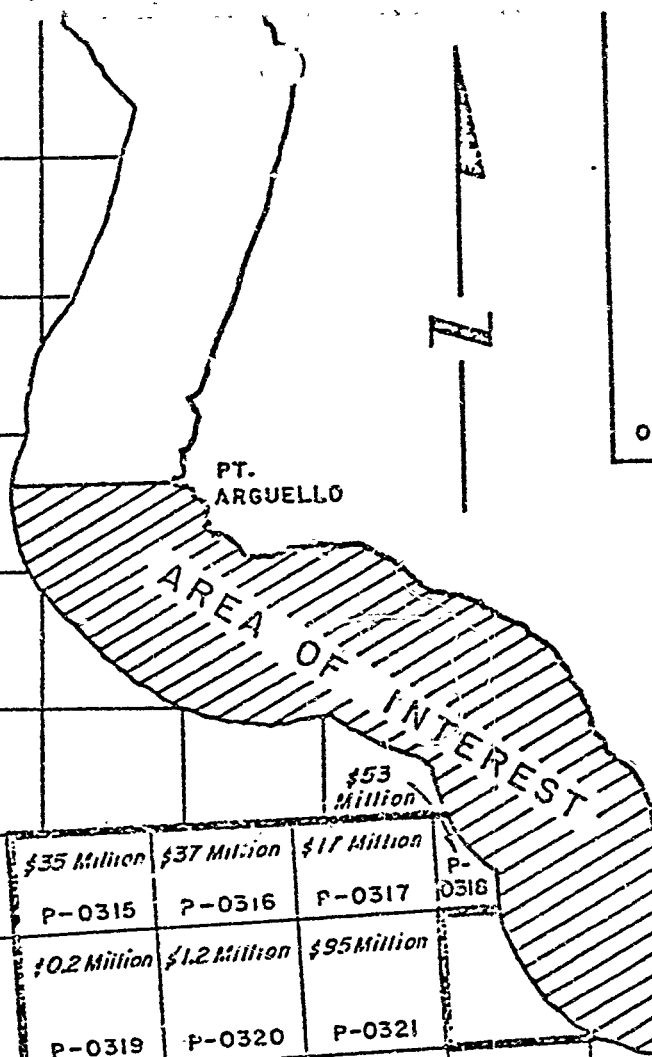 PT.
ARGUELLO
AREA OF INTEREST
$53
Million
$35 Million
$37 Million
$17 Million
P-
0318
P-0315
P-0316
P-0317
$0.2 Million
$1.2 Million
$95 Million
P-0319
P-0320
P-0321